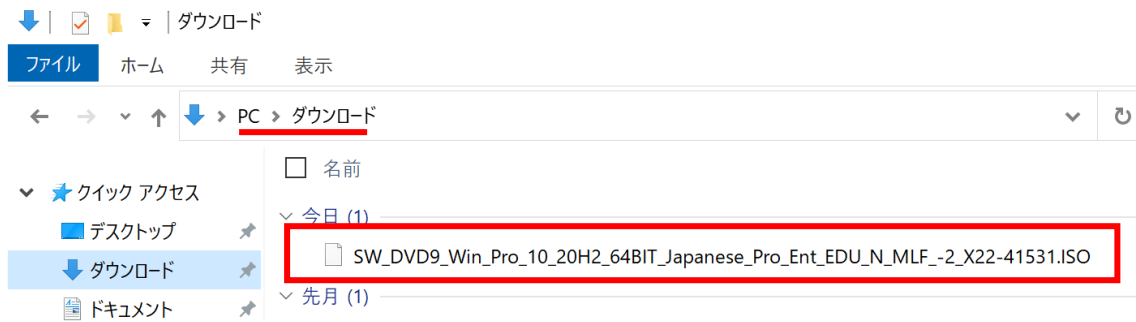 ダウンロード
ファイル ホーム 共有 表示
PC ダウンロード
名前
クイック アクセス
今日 (1)
デスクトップ
SW_DVD9_Win_Pro_10_20H2_64BIT_Japanese_Pro_Ent_EDU_N_MLF_-2_X22-41531.ISO
ダウンロード
先月 (1)
ドキュメント